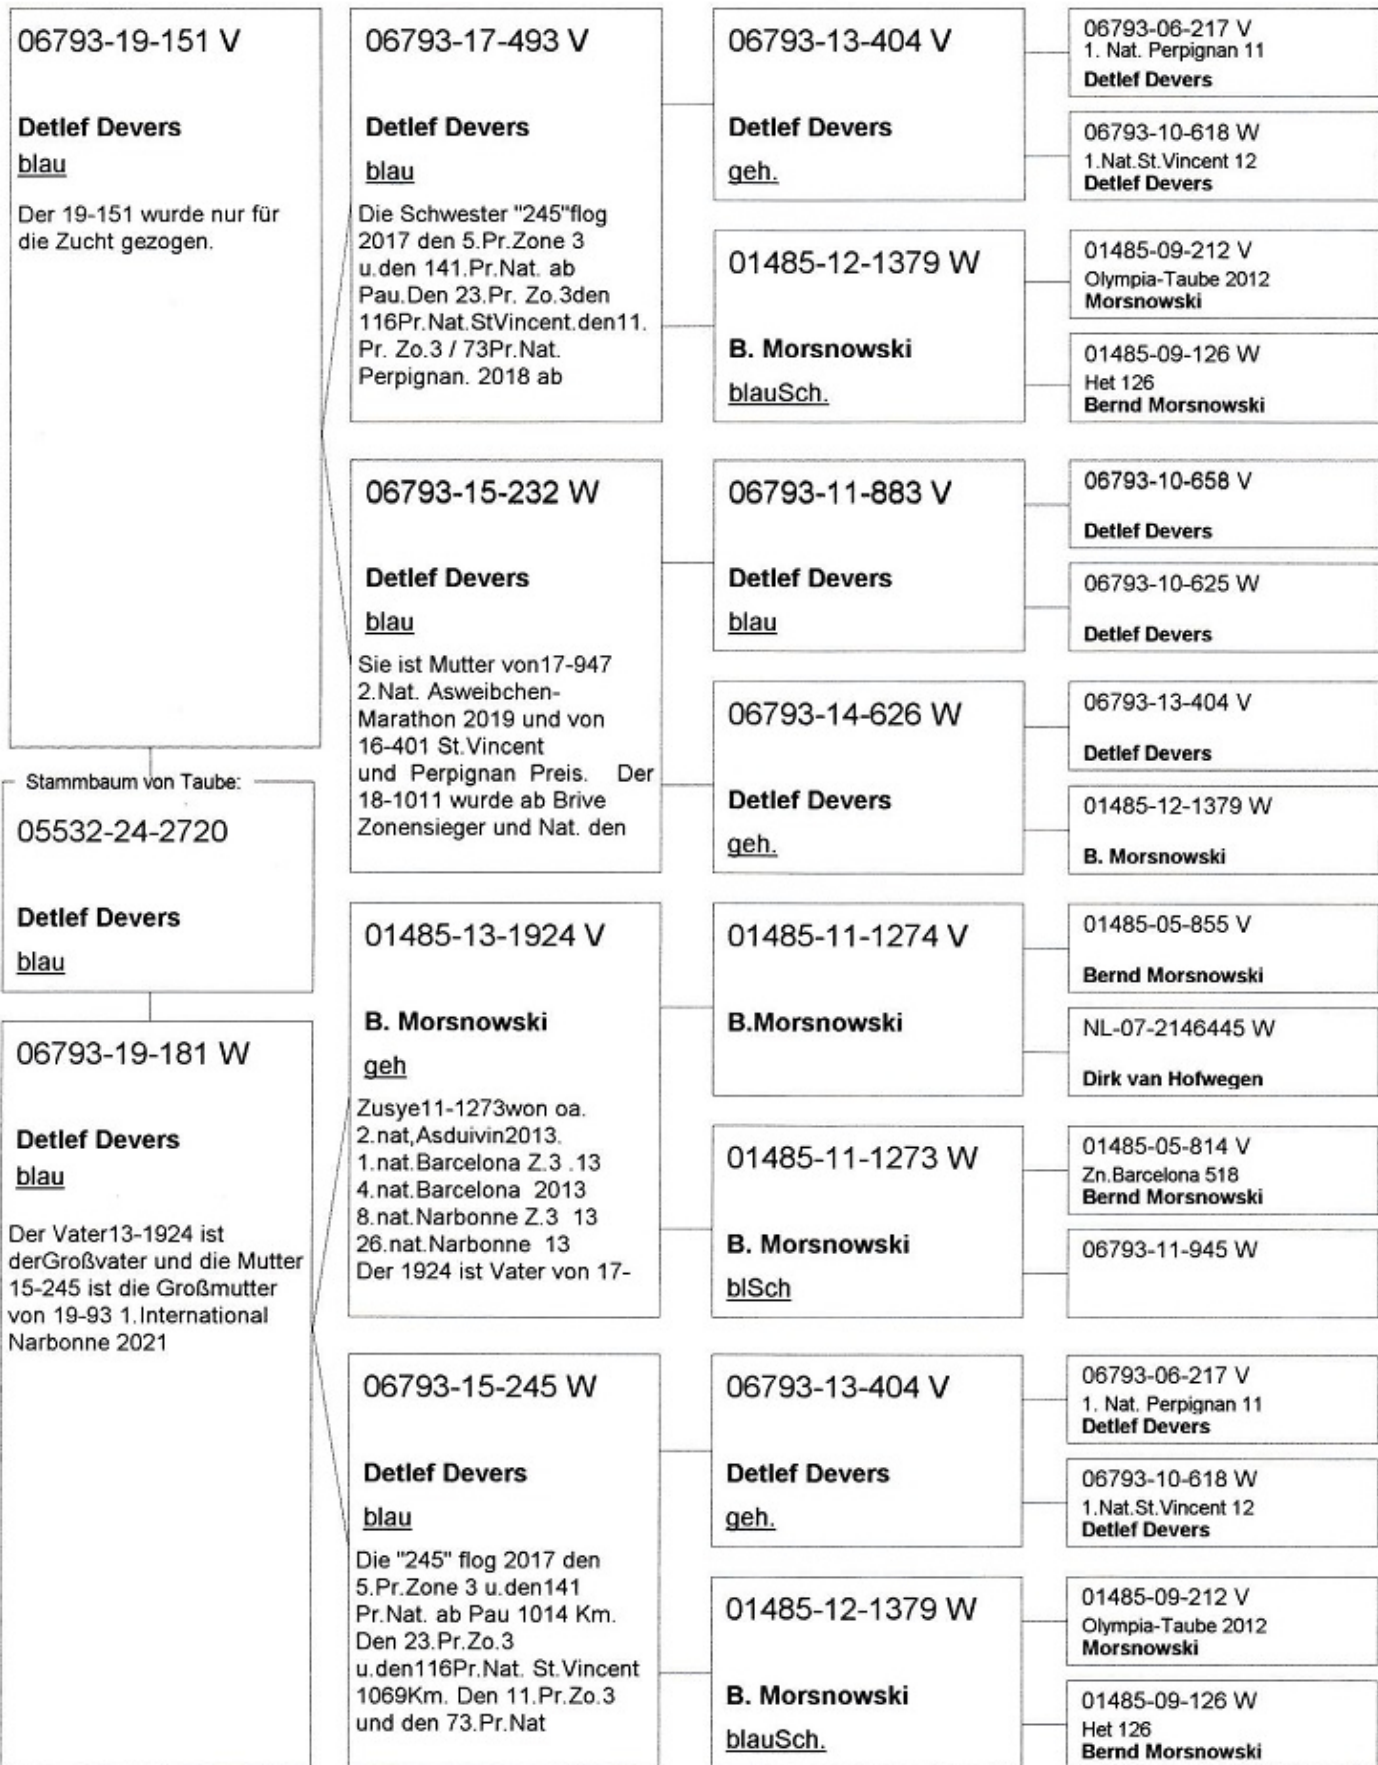 06793-19-151 V
Detlef Devers
blau
Der 19-151 wurde nur für
die Zucht gezogen.
Stammbaum von Taube:
05532-24-2720
Detlef Devers
blau
06793-19-181 W
Detlef Devers
blau
Der Vater13-1924 ist
derGroßvater und die Mutter
15-245 ist die Großmutter
von 19-93 1.International
Narbonne 2021
06793-17-493 V
Detlef Devers
blau
Die Schwester "245"flog
2017 den 5.Pr.Zone 3
u.den 141.Pr.Nat. ab
Pau.Den 23.Pr. Zo.3den
116Pr.Nat.StVincent.den11.
Pr. Zo.3 / 73Pr.Nat.
Perpignan. 2018 ab
06793-15-232 W
Detlef Devers
blau
Sie ist Mutter von17-947
2.Nat. Asweibchen-
Marathon 2019 und von
16-401 St.Vincent
und Perpignan Preis. Der
18-1011 wurde ab Brive
Zonensieger und Nat. den
01485-13-1924 V
B. Morsnowski
geh
Zusye11-1273won oa.
2.nat,Asduivin2013.
1.nat.Barcelona Z.3 .13
4.nat.Barcelona 2013
8.nat.Narbonne Z.3 13
26.nat.Narbonne 13
Der 1924 ist Vater von 17-
06793-15-245 W
Detlef Devers
blau
Die "245" flog 2017 den
5.Pr.Zone 3 u.den141
Pr.Nat. ab Pau 1014 Km.
Den 23.Pr.Zo.3
u.den116Pr.Nat. St.Vincent
1069Km. Den 11.Pr.Zo.3
und den 73.Pr.Nat
06793-13-404 V
Detlef Devers
geh.
01485-12-1379 W
B. Morsnowski
blauSch.
06793-11-883 V
Detlef Devers
blau
06793-14-626 W
Detlef Devers
geh.
01485-11-1274 V
B.Morsnowski
01485-11-1273 W
B. Morsnowski
blSch
06793-13-404 V
Detlef Devers
geh.
01485-12-1379 W
B. Morsnowski
blauSch.
06793-06-217 V
1. Nat. Perpignan 11
Detlef Devers
06793-10-618 W
1.Nat.St.Vincent 12
Detlef Devers
01485-09-212 V
Olympia-Taube 2012
Morsnowski
01485-09-126 W
Het 126
Bernd Morsnowski
06793-10-658 V
Detlef Devers
06793-10-625 W
Detlef Devers
06793-13-404 V
Detlef Devers
01485-12-1379 W
B. Morsnowski
01485-05-855 V
Bernd Morsnowski
NL-07-2146445 W
Dirk van Hofwegen
01485-05-814 V
Zn.Barcelona 518
Bernd Morsnowski
06793-11-945 W
06793-06-217 V
1. Nat. Perpignan 11
Detlef Devers
06793-10-618 W
1.Nat.St.Vincent 12
Detlef Devers
01485-09-212 V
Olympia-Taube 2012
Morsnowski
01485-09-126 W
Het 126
Bernd Morsnowski